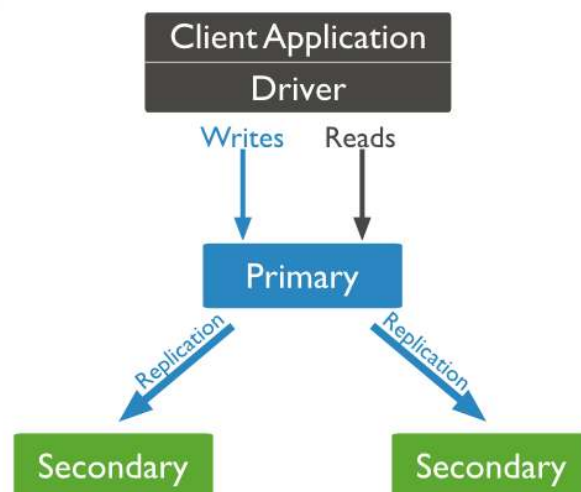 Client Application
Driver
Writes Reads
Primary
Replication Replication
Secondary Secondary